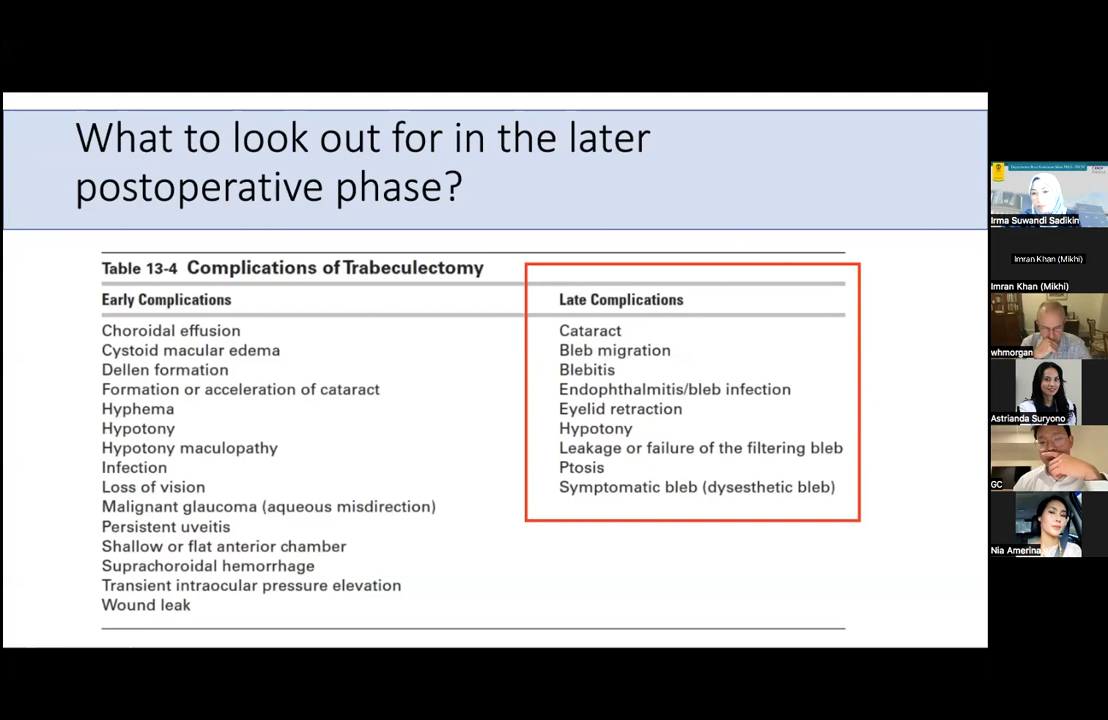 What to look out for in the later
postoperative phase?
Table 13-4 Complications of Trabeculectomy
Early Complications
Choroidal effusion
Cystoid macular edema
Dellen formation
Formation or acceleration of cataract
Hyphema
Hypotony
Hypotony maculopathy
Infection
Loss of vision
Malignant glaucoma (aqueous misdirection)
Persistent uveitis
Shallow or flat anterior chamber
Suprachoroidal hemorrhage
Transient intraocular pressure elevation
Wound leak
Late Complications
Cataract
Bleb migration
Blebitis
Endophthalmitis/bleb infection
Eyelid retraction
Hypotony
Leakage or failure of the filtering bleb
Ptosis
Symptomatic bleb (dysesthetic bleb)
Irma Suwandi Sadikin
Imran Khan (Mikhi)
Imran Khan (Mikhi)
whmorgan
Astrianda Suryono
GC
Nia Amerina